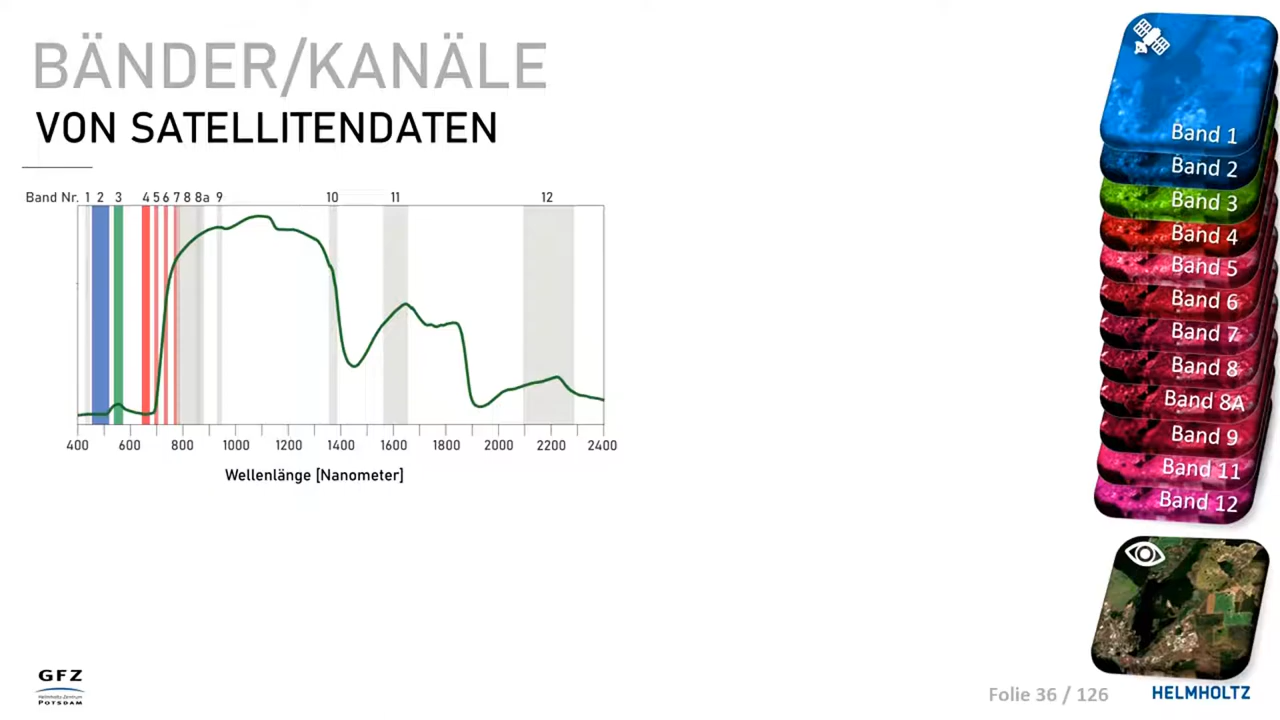 BÄNDER/KANÄLE
VON SATELLITENDATEN
Band Nr. 1 2 3 4 5 6 7 8 8a 9 10 11 12
400 600 800 1000 1200 1400 1600 1800 2000 2200 2400
Wellenlänge [Nanometer]
Band 1
Band 2
Band 3
Band 4
Band 5
Band 6
Band 7
Band 8
Band 8A
Band 9
Band 11
Band 12
GFZ
Helmholtz-Zentrum
POTSDAM
Folie 36 / 126
HELMHOLTZ